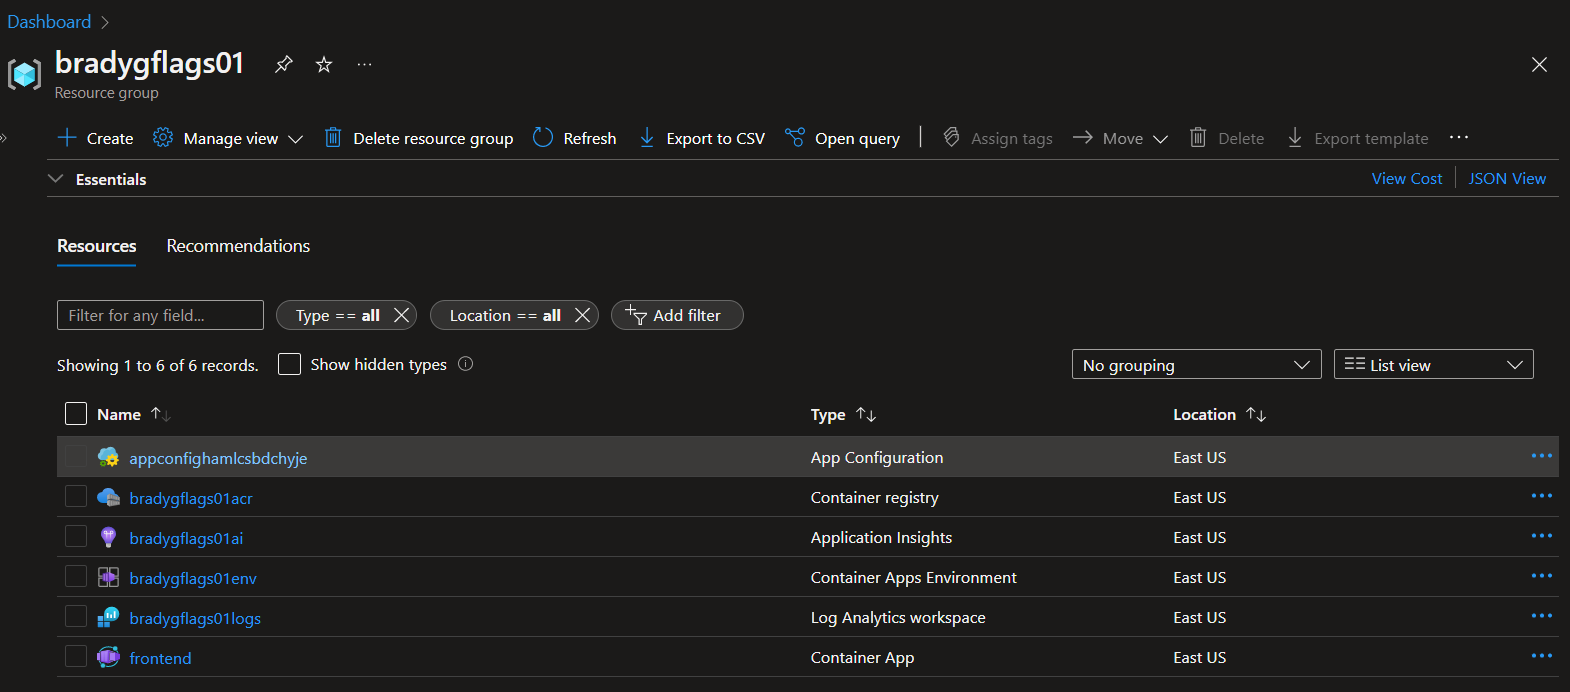 Dashboard
bradygflags01
Resource group
Create Manage view Delete resource group Refresh Export to CSV Open query Assign tags Move Delete Export template
Essentials View Cost JSON View
Resources Recommendations
Filter for any field... Type == all Location == all Add filter
Showing 1 to 6 of 6 records. Show hidden types No grouping List view
Name Type Location
appconfighamlcsbdchyje App Configuration East US
bradygflags01acr Container registry East US
bradygflags01ai Application Insights East US
bradygflags01env Container Apps Environment East US
bradygflags01logs Log Analytics workspace East US
frontend Container App East US